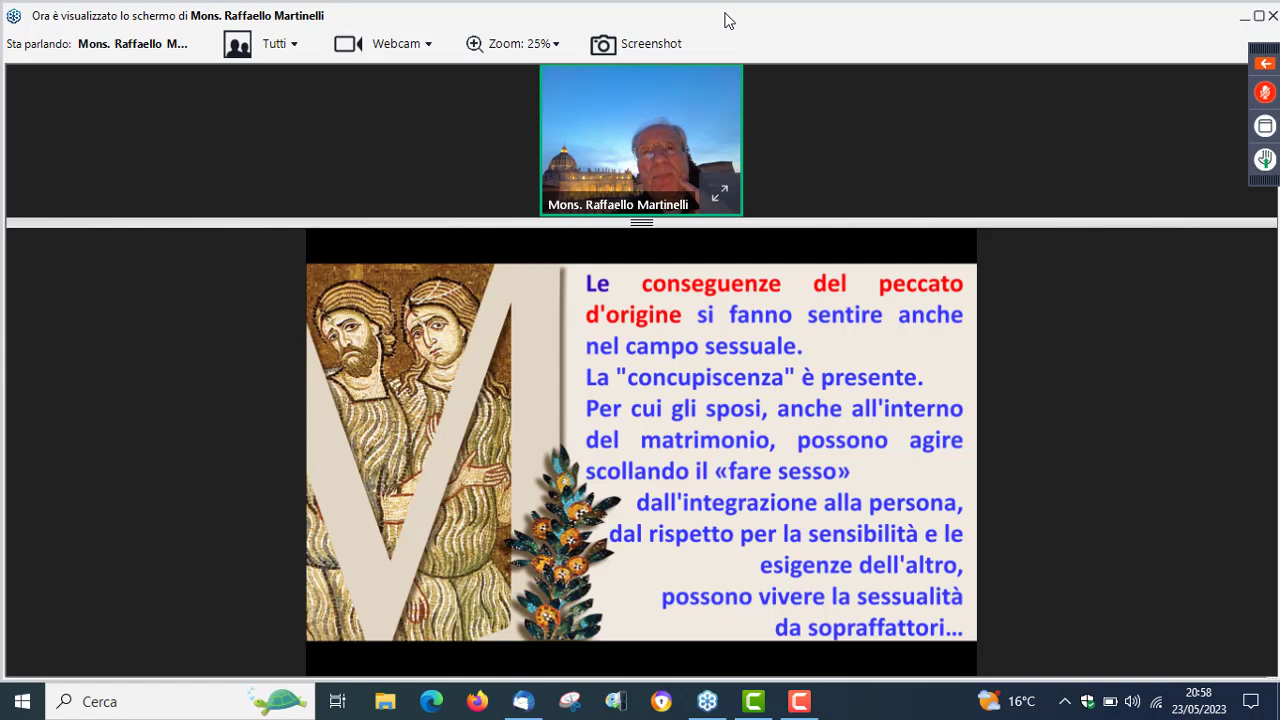 Ora è visualizzato lo schermo di Mons. Raffaello Martinelli
Sta parlando: Mons. Raffaello M... Tutti Webcam Zoom: 25% Screenshot
Mons. Raffaello Martinelli
Le conseguenze del peccato
d'origine si fanno sentire anche
nel campo sessuale.
La "concupiscenza" è presente.
Per cui gli sposi, anche all'interno
del matrimonio, possono agire
scollando il «fare sesso»
dall'integrazione alla persona,
dal rispetto per la sensibilità e le
esigenze dell'altro,
possono vivere la sessualità
da sopraffattori...
Cerca 16°C 20:58
23/05/2023